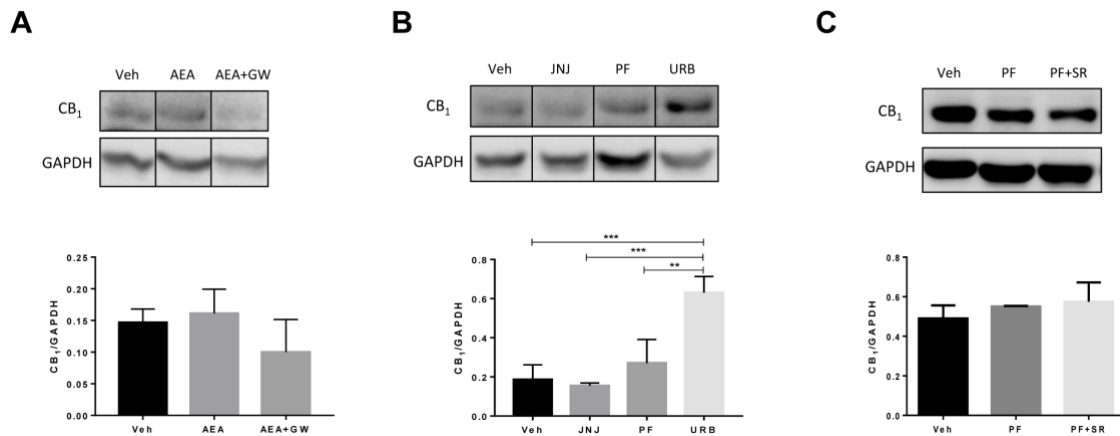 A
Veh AEA AEA+GW
CB1
GAPDH
0.25
0.20
0.15
0.10
0.05
0.00
CB1/GAPDH
Veh AEA AEA+GW
B
Veh JNJ PF URB
CB1
GAPDH
***
***
**
0.8
0.6
0.4
0.2
0.0
CB1/GAPDH
Veh JNJ PF URB
C
Veh PF PF+SR
CB1
GAPDH
0.8
0.6
0.4
0.2
0.0
CB1/GAPDH
Veh PF PF+SR